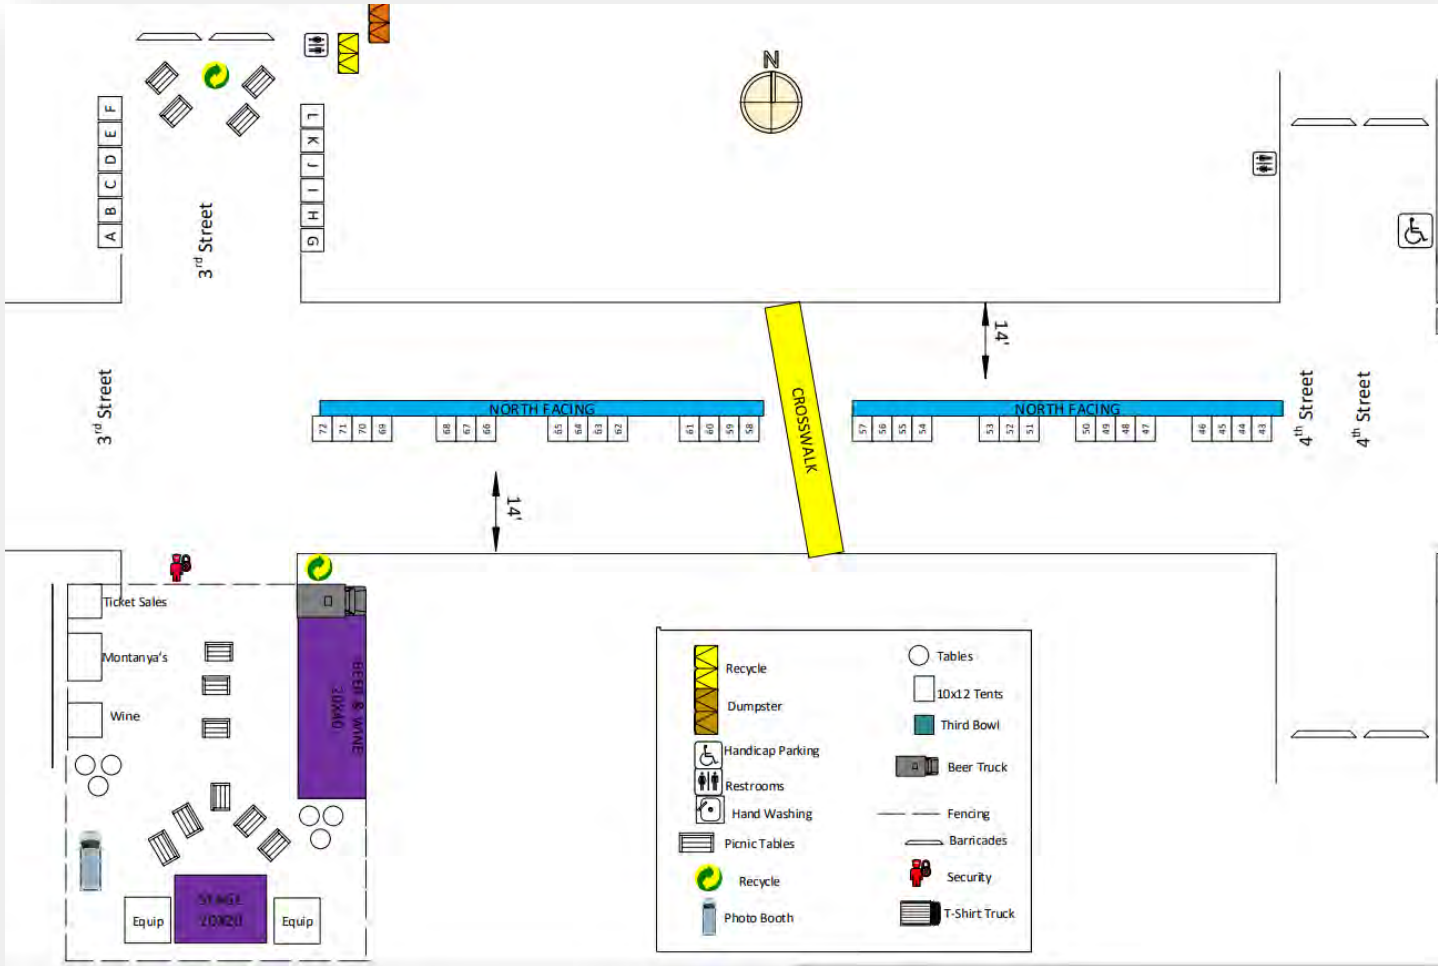 N
F
E
D
C
B
A
L
K
J
I
H
G
3rd Street
14'
3rd Street
4th Street
4th Street
CROSSWALK
NORTH FACING
NORTH FACING
72 71 70 69
68 67 66
65 64 63 62
61 60 59 58
57 56 55 54
53 52 51
50 49 48 47
46 45 44 43
14'
Ticket Sales
Montanya's
Wine
BEER & WINE
20X40
STAGE
20X20
Equip
Equip
Recycle
Dumpster
Handicap Parking
Restrooms
Hand Washing
Picnic Tables
Recycle
Photo Booth
Tables
10x12 Tents
Third Bowl
Beer Truck
Fencing
Barricades
Security
T-Shirt Truck